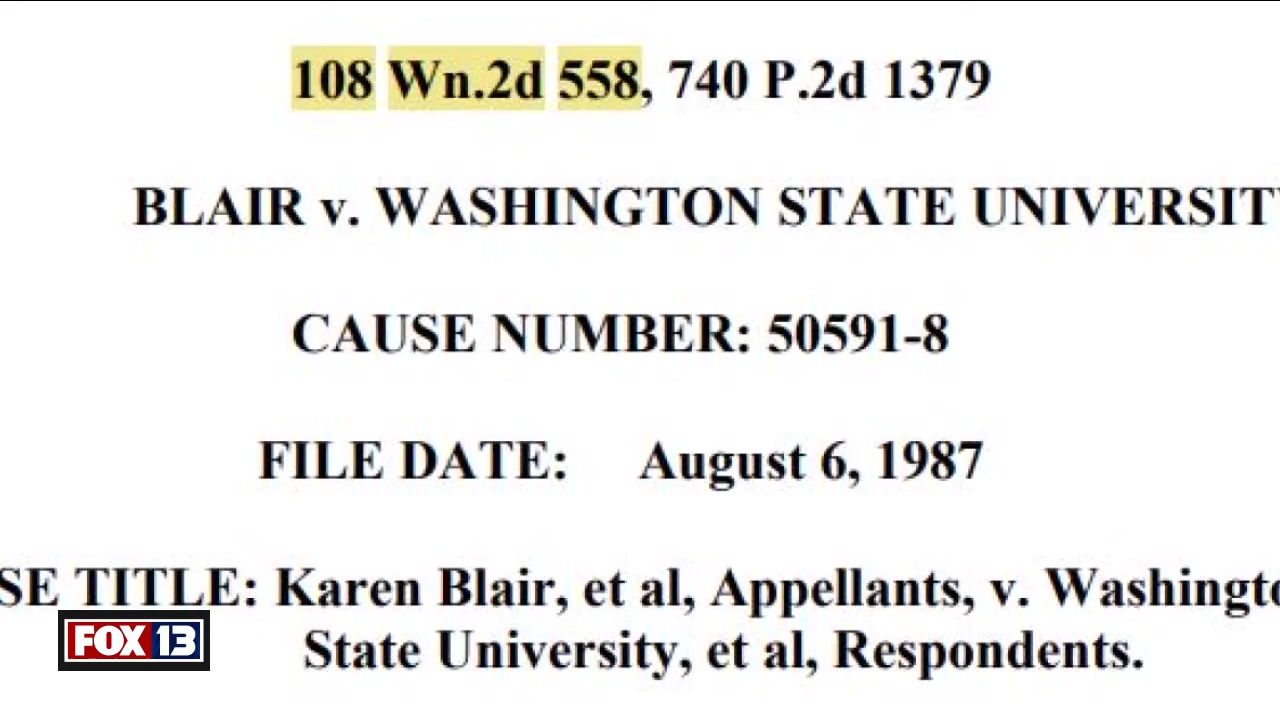 108 Wn.2d 558, 740 P.2d 1379
BLAIR v. WASHINGTON STATE UNIVERSIT
CAUSE NUMBER: 50591-8
FILE DATE: August 6, 1987
SE TITLE: Karen Blair, et al, Appellants, v. Washingto
State University, et al, Respondents.
FOX 13